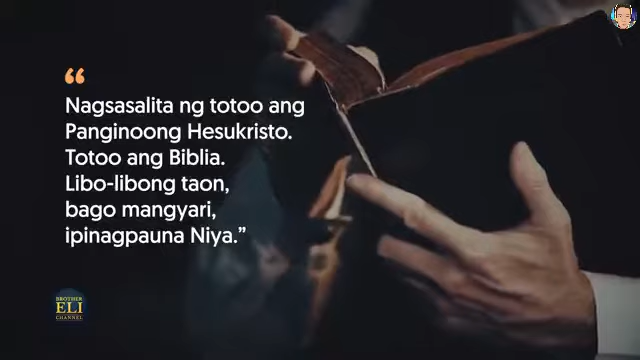 “
Nagsasalita ng totoo ang
Panginoong Hesukristo.
Totoo ang Biblia.
Libo-libong taon,
bago mangyari,
ipinagpauna Niya.”
BROTHER
ELI
CHANNEL